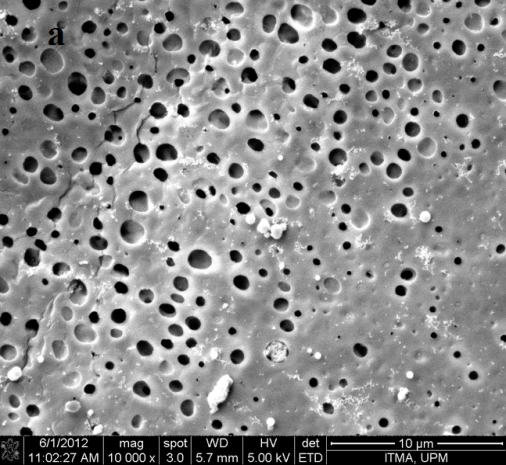 a
6/1/2012 mag spot WD HV det 10 µm
11:02:27 AM 10 000 x 3.0 5.7 mm 5.00 kV ETD ITMA, UPM